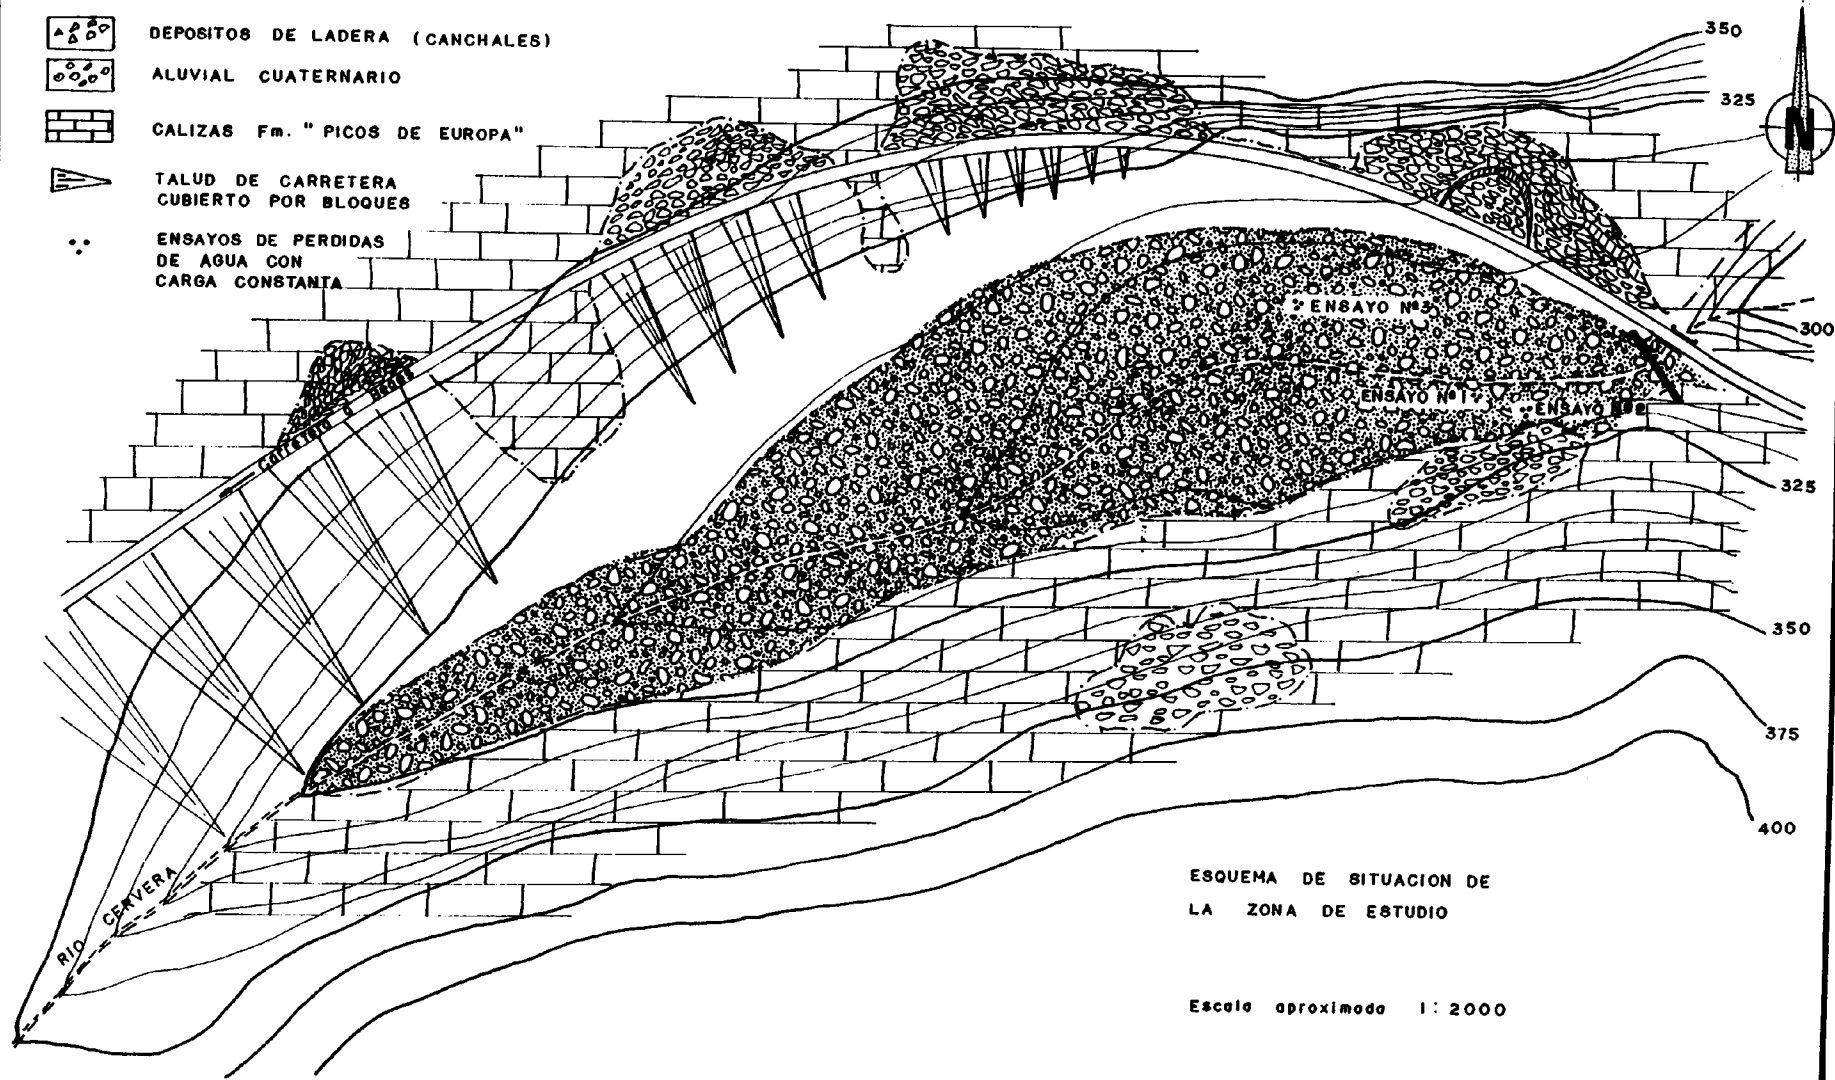 DEPOSITOS DE LADERA (CANCHALES)
ALUVIAL CUATERNARIO
CALIZAS Fm. "PICOS DE EUROPA"
TALUD DE CARRETERA
CUBIERTO POR BLOQUES
ENSAYOS DE PERDIDAS
DE AGUA CON
CARGA CONSTANTA
350
325
N
300
ENSAYO Nº3
ENSAYO Nº1
ENSAYO Nº2
Carretera a
325
350
375
400
RIO CERVERA
ESQUEMA DE SITUACION DE
LA ZONA DE ESTUDIO
Escala aproximada 1:2000